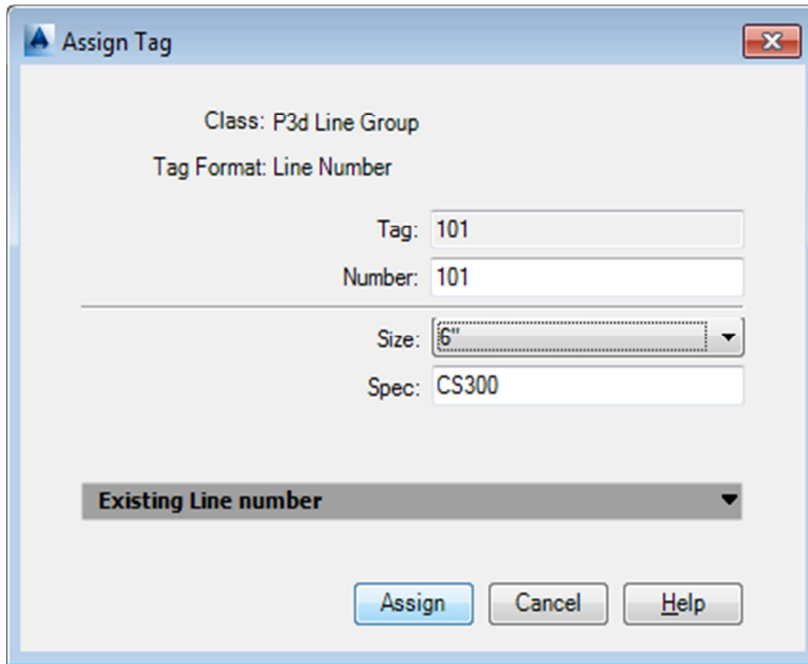 Assign Tag
Class: P3d Line Group
Tag Format: Line Number
Tag: 101
Number: 101
Size: 6"
Spec: CS300
Existing Line number
Assign Cancel Help